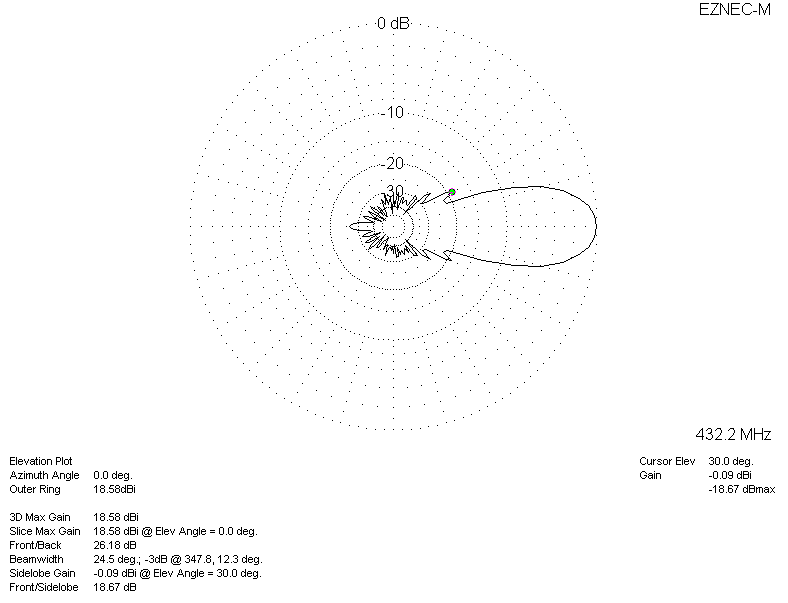 EZNEC-M
0 dB
-10
-20
-30
432.2 MHz
Elevation Plot
Azimuth Angle 0.0 deg.
Outer Ring 18.58dBi
Cursor Elev 30.0 deg.
Gain -0.09 dBi
-18.67 dBmax
3D Max Gain 18.58 dBi
Slice Max Gain 18.58 dBi @ Elev Angle = 0.0 deg.
Front/Back 26.18 dB
Beamwidth 24.5 deg.; -3dB @ 347.8, 12.3 deg.
Sidelobe Gain -0.09 dBi @ Elev Angle = 30.0 deg.
Front/Sidelobe 18.67 dB